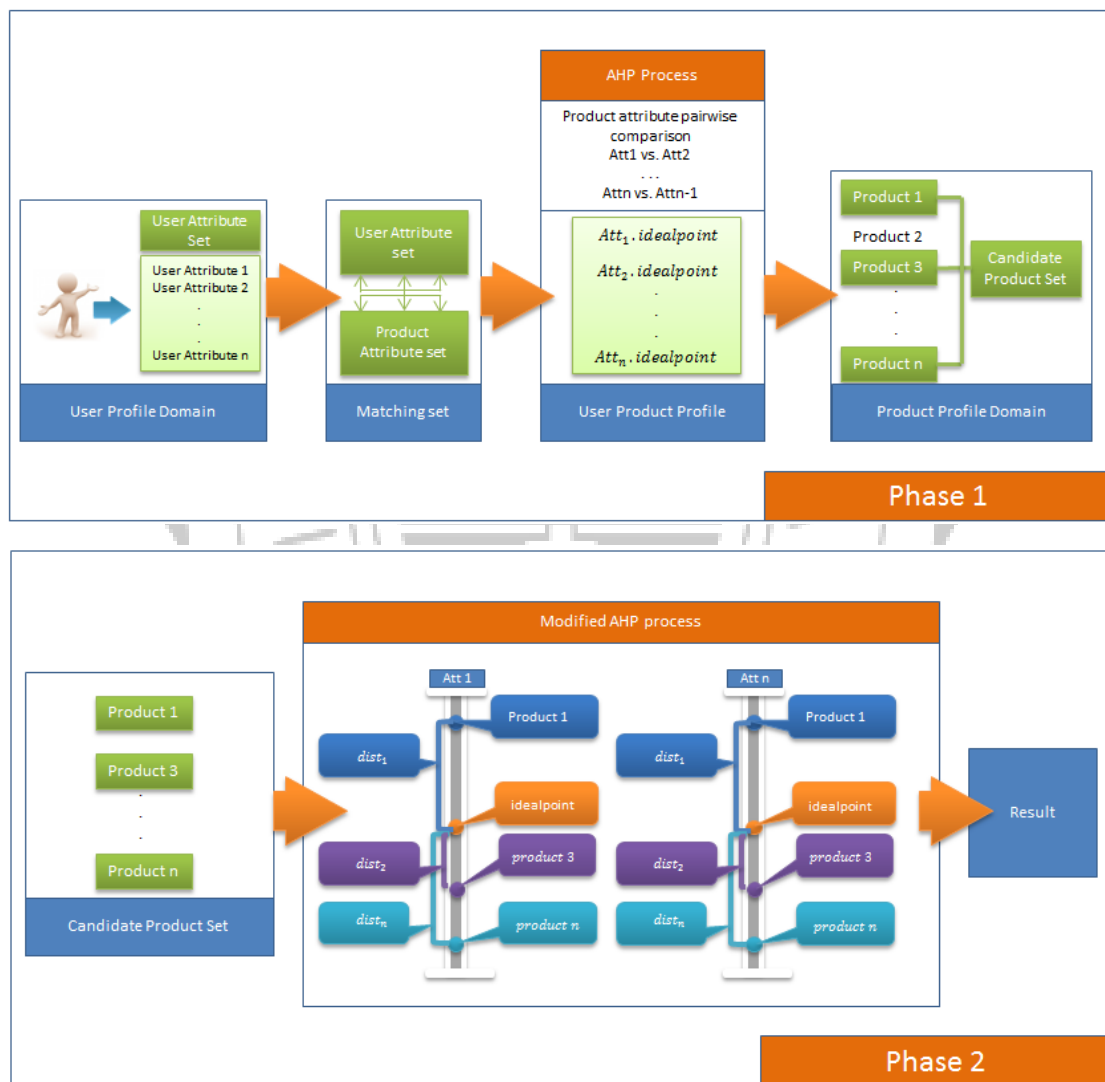 AHP Process
Product attribute pairwise
comparison
Att1 vs. Att2
. . .
Attn vs. Attn-1
User Attribute
Set
User Attribute 1
User Attribute 2
.
.
.
User Attribute n
User Profile Domain
User Attribute
set
Product
Attribute set
Matching set
Att₁.idealpoint
Att₂.idealpoint
.
.
.
Attₙ.idealpoint
User Product Profile
Product 1
Product 2
Product 3
.
.
.
.
Product n
Candidate
Product Set
Product Profile Domain
Phase 1
Product 1
Product 3
.
.
.
Product n
Candidate Product Set
Modified AHP process
Att 1
Product 1
dist₁
idealpoint
product 3
dist₂
distₙ
product n
Att n
Product 1
dist₁
idealpoint
product 3
dist₂
distₙ
product n
Result
Phase 2